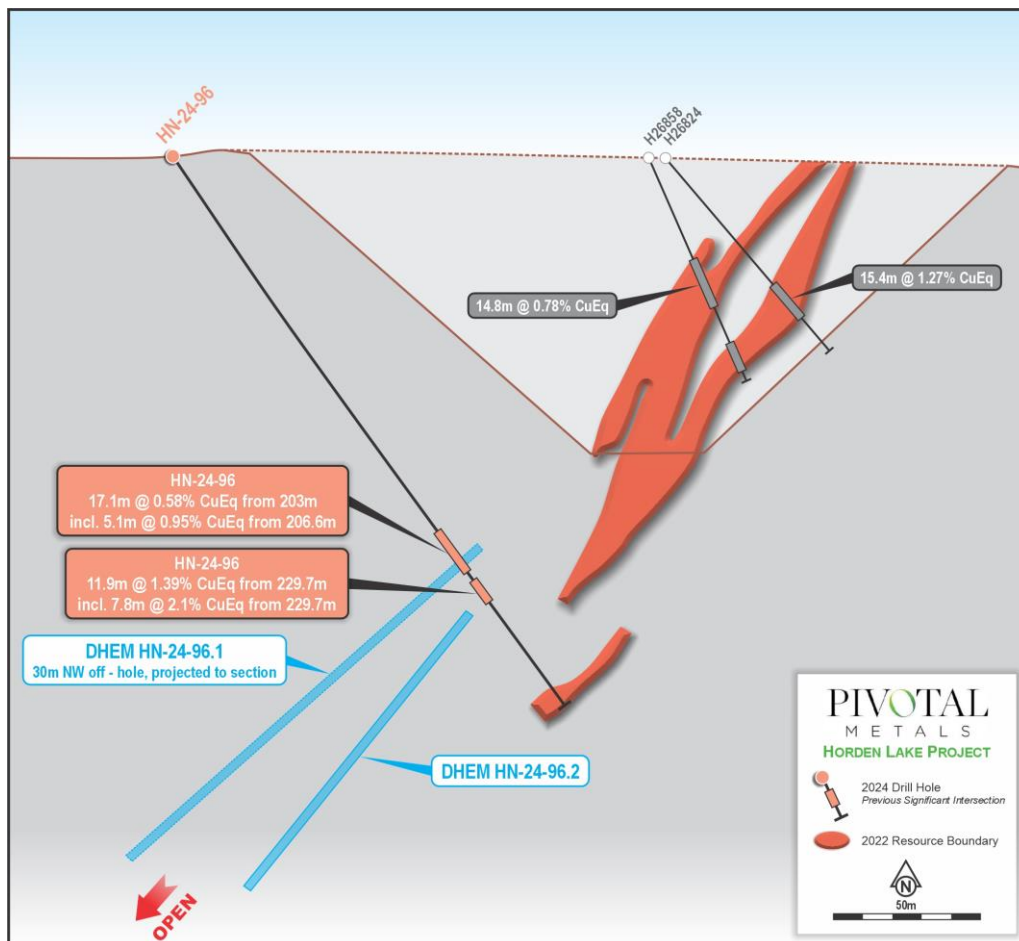 HN-24-96
H26858
H26824
14.8m @ 0.78% CuEq
15.4m @ 1.27% CuEq
HN-24-96
17.1m @ 0.58% CuEq from 203m
incl. 5.1m @ 0.95% CuEq from 206.6m
HN-24-96
11.9m @ 1.39% CuEq from 229.7m
incl. 7.8m @ 2.1% CuEq from 229.7m
DHEM HN-24-96.1
30m NW off - hole, projected to section
DHEM HN-24-96.2
OPEN
PIVOTAL
METALS
HORDEN LAKE PROJECT
2024 Drill Hole
Previous Significant Intersection
2022 Resource Boundary
N
50m